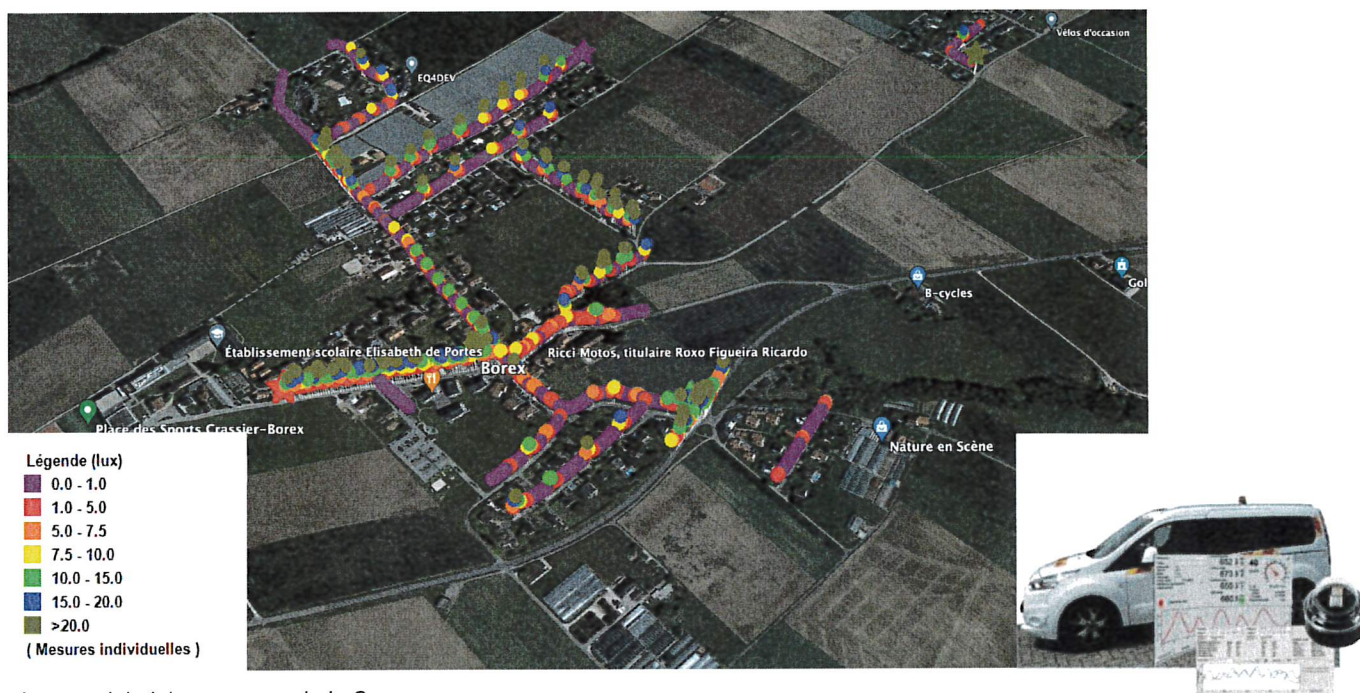 Vélos d'occasion
EQ4DEV
B-cycles
Gol
Établissement scolaire Elisabeth de Portes
Ricci Motos, titulaire Roxo Figueira Ricardo
Borex
Place des Sports Crassier-Borex
Nature en Scène
Légende (lux)
0.0 - 1.0
1.0 - 5.0
5.0 - 7.5
7.5 - 10.0
10.0 - 15.0
15.0 - 20.0
>20.0
( Mesures individuelles )